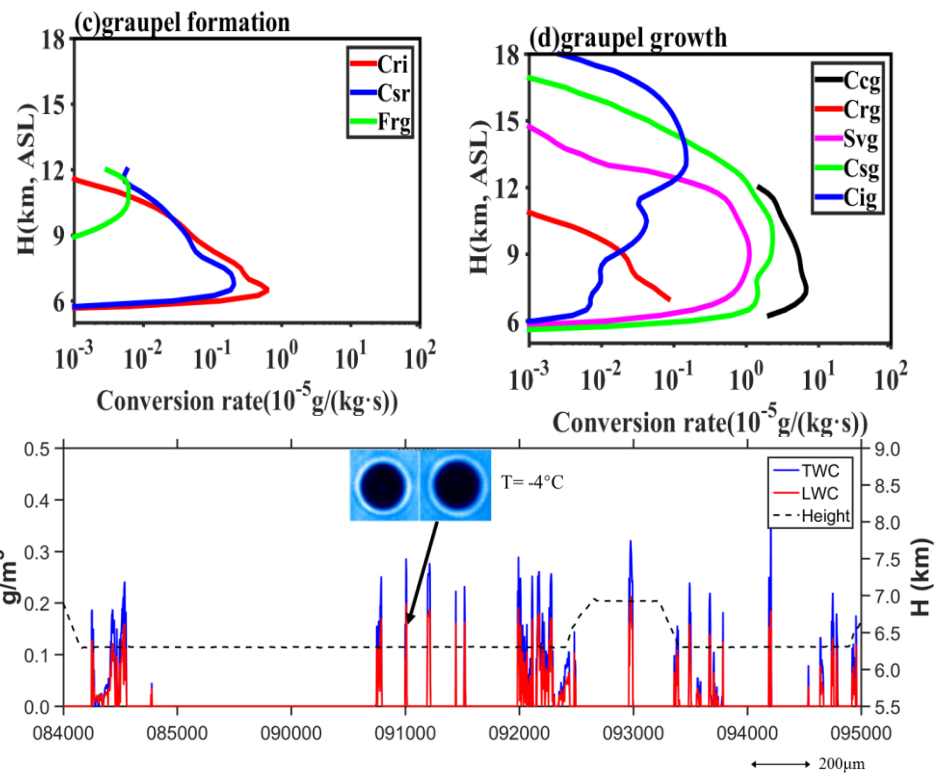 (c)graupel formation
18
15
12
9
6
H(km, ASL)
Cri
Csr
Frg
10^-3 10^-2 10^-1 10^0 10^1 10^2
Conversion rate(10^-5g/(kg·s))
(d)graupel growth
18
15
12
9
6
H(km, ASL)
Ccg
Crg
Svg
Csg
Cig
10^-3 10^-2 10^-1 10^0 10^1 10^2
Conversion rate(10^-5g/(kg·s))
0.5
0.4
0.3
0.2
0.1
0.0
g/m³
T= -4°C
TWC
LWC
Height
9.0
8.5
8.0
7.5
7.0
6.5
6.0
5.5
H (km)
084000 085000 090000 091000 092000 093000 094000 095000
200μm